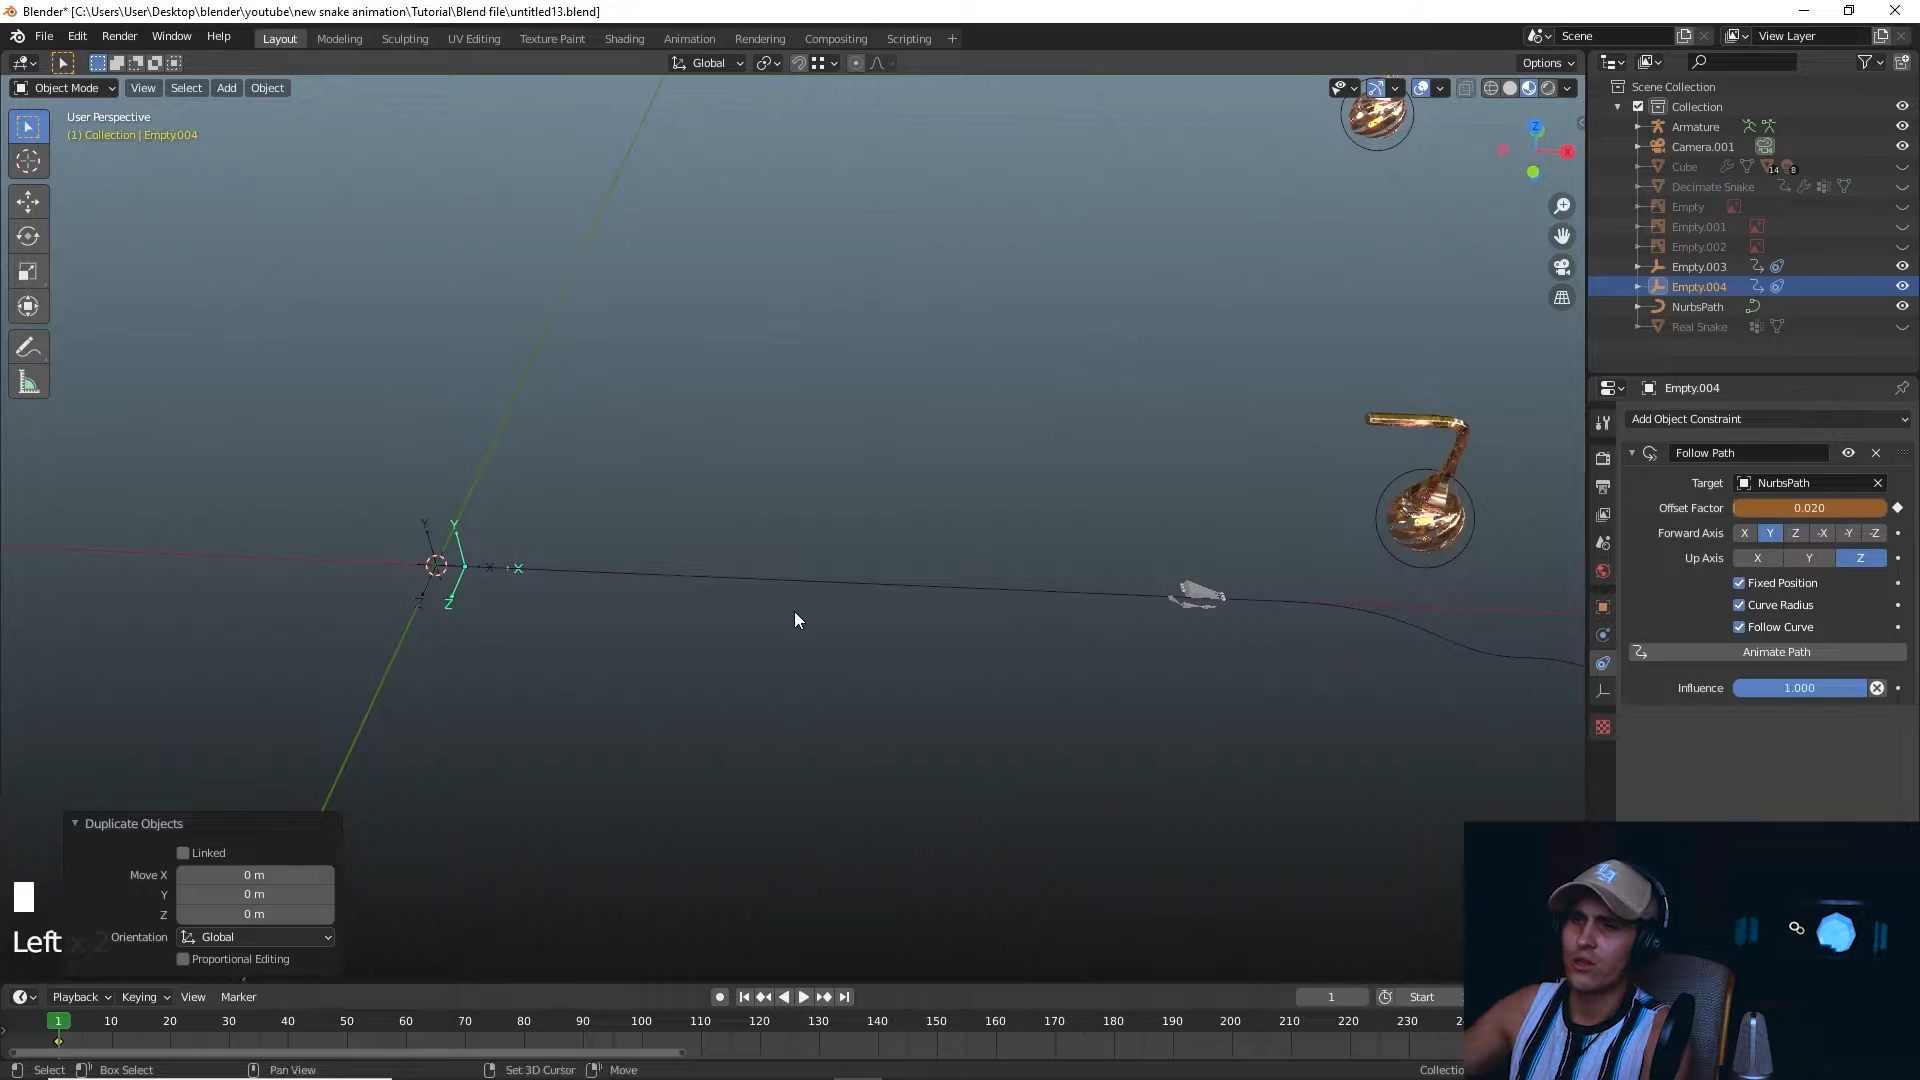 Blender* [C:\Users\User\Desktop\blender\youtube\new snake animation\Tutorial\Blend file\untitled13.blend]
File Edit Render Window Help Layout Modeling Sculpting UV Editing Texture Paint Shading Animation Rendering Compositing Scripting + Scene View Layer
Global Options
Object Mode View Select Add Object
User Perspective
(1) Collection | Empty.004
Scene Collection
Collection
Armature
Camera.001
Cube 14 8
Decimate Snake
Empty
Empty.001
Empty.002
Empty.003
Empty.004
NurbsPath
Real Snake
Z
X
Y Y
X X
Z Z
Empty.004
Add Object Constraint
Follow Path
Target NurbsPath
Offset Factor 0.020
Forward Axis X Y Z -X -Y -Z
Up Axis X Y Z
Fixed Position
Curve Radius
Follow Curve
Animate Path
Influence 1.000
Duplicate Objects
Linked
Move X 0 m
Y 0 m
Z 0 m
Orientation Global
Proportional Editing
Left x 2
Playback Keying View Marker 1 Start
1 10 20 30 40 50 60 70 80 90 100 110 120 130 140 150 160 170 180 190 200 210 220 230
Select Box Select Pan View Set 3D Cursor Move